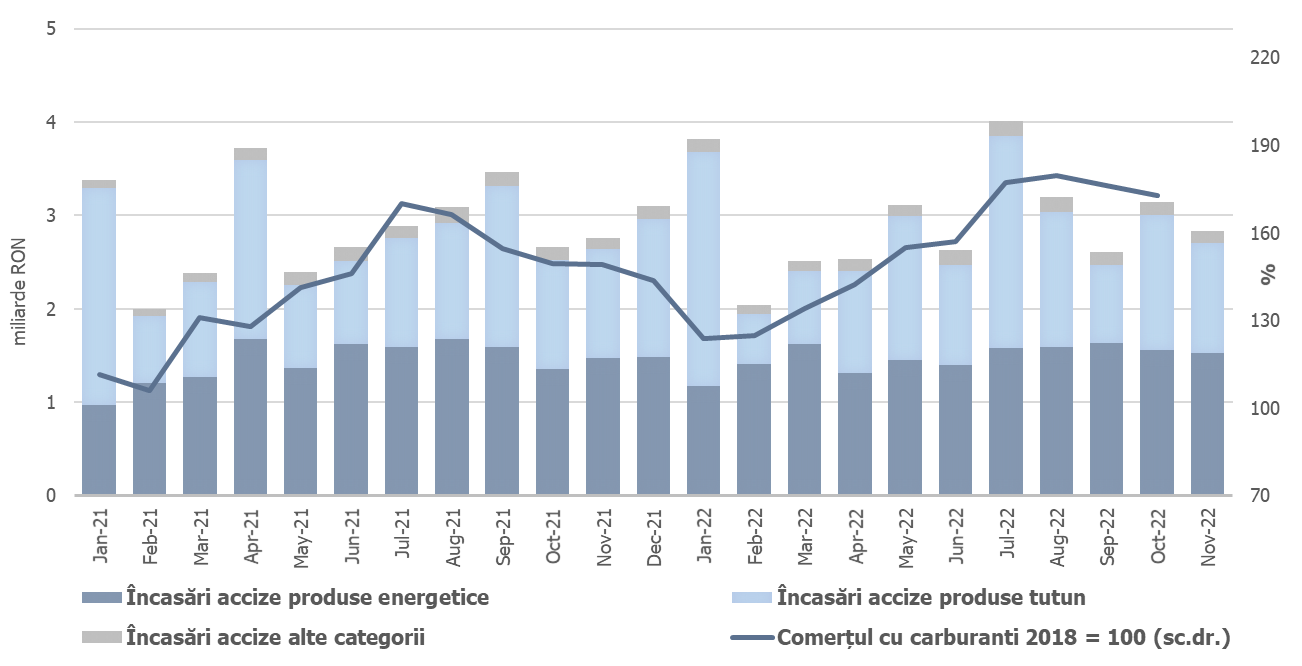 5
4
3
2
1
0
miliarde RON
220
190
160
130
100
70
%
Jan-21
Feb-21
Mar-21
Apr-21
May-21
Jun-21
Jul-21
Aug-21
Sep-21
Oct-21
Nov-21
Dec-21
Jan-22
Feb-22
Mar-22
Apr-22
May-22
Jun-22
Jul-22
Aug-22
Sep-22
Oct-22
Nov-22
Încasări accize produse energetice
Încasări accize produse tutun
Încasări accize alte categorii
Comerțul cu carburanti 2018 = 100 (sc.dr.)